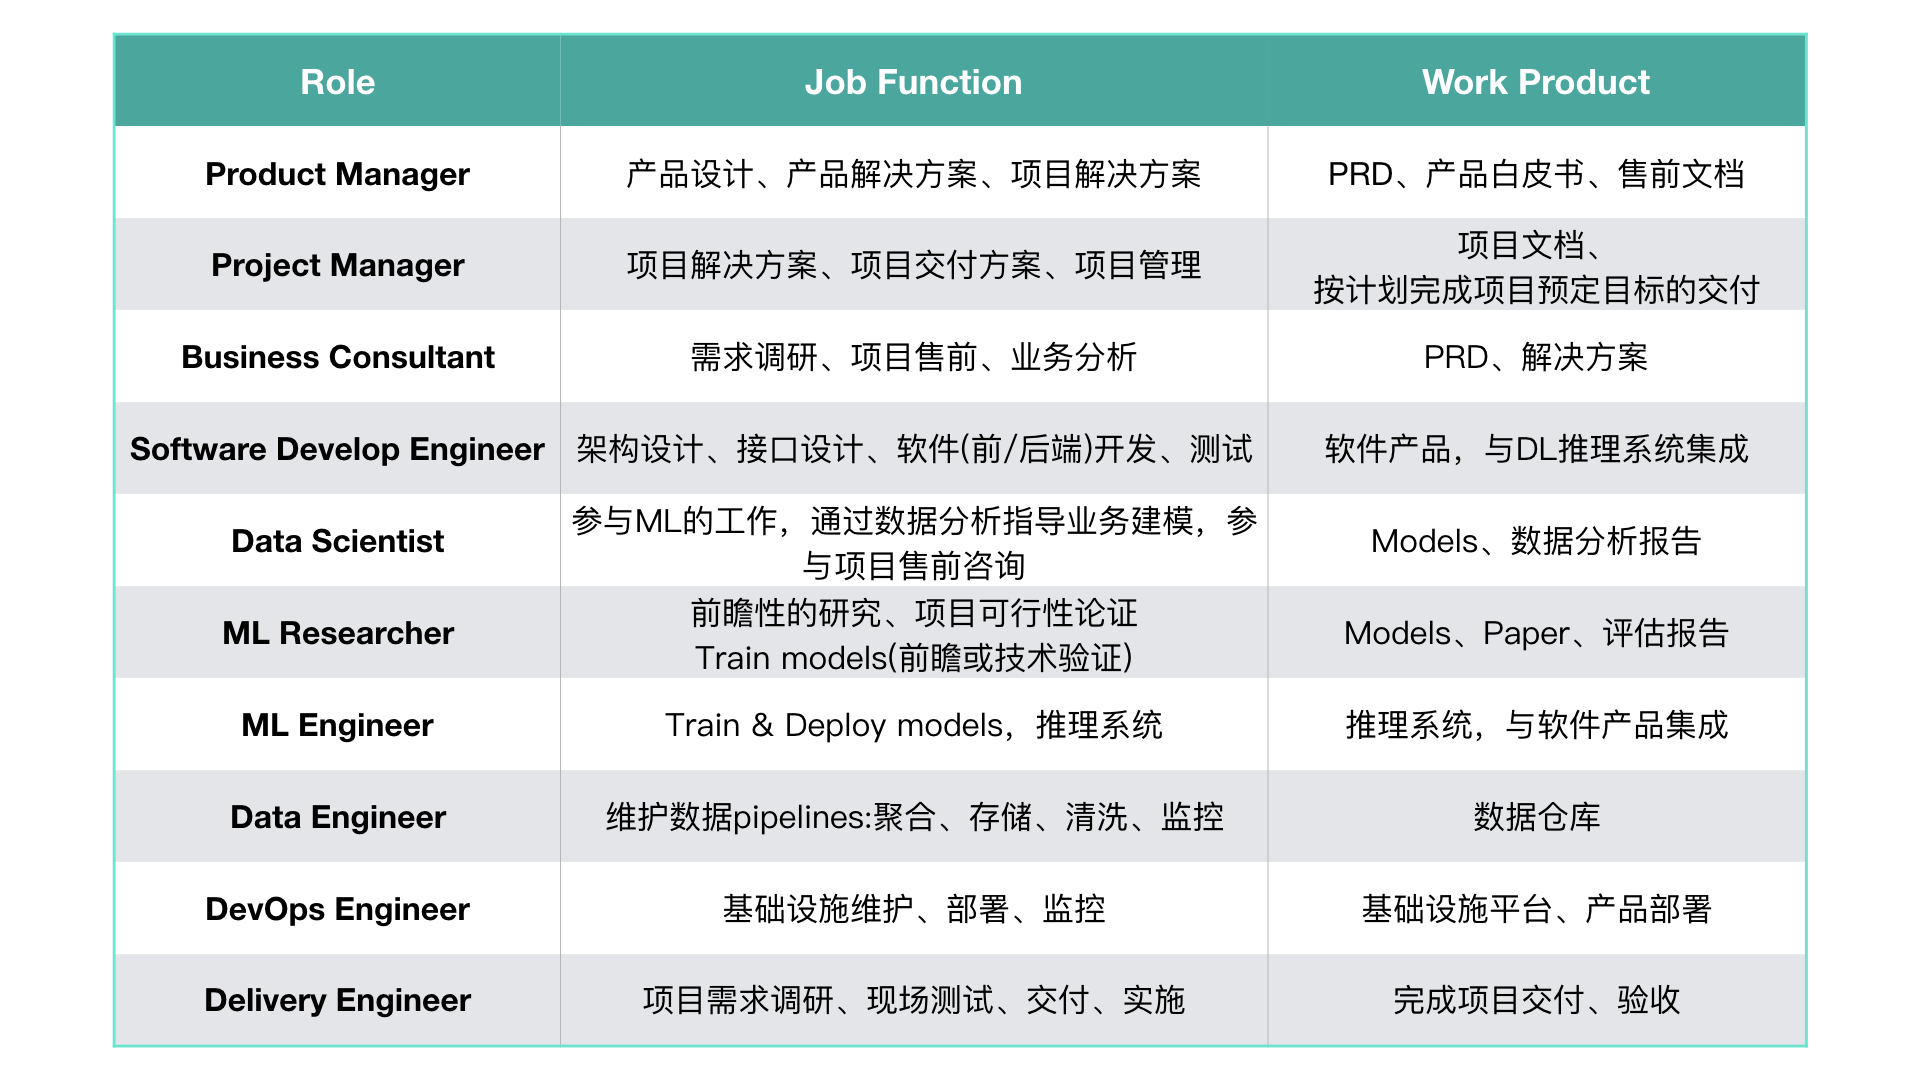 Role Job Function Work Product
Product Manager 产品设计、产品解决方案、项目解决方案 PRD、产品白皮书、售前文档
Project Manager 项目解决方案、项目交付方案、项目管理 项目文档、
按计划完成项目预定目标的交付
Business Consultant 需求调研、项目售前、业务分析 PRD、解决方案
Software Develop Engineer 架构设计、接口设计、软件(前/后端)开发、测试 软件产品，与DL推理系统集成
Data Scientist 参与ML的工作，通过数据分析指导业务建模，参
与项目售前咨询 Models、数据分析报告
ML Researcher 前瞻性的研究、项目可行性论证
Train models(前瞻或技术验证) Models、Paper、评估报告
ML Engineer Train & Deploy models，推理系统 推理系统，与软件产品集成
Data Engineer 维护数据pipelines:聚合、存储、清洗、监控 数据仓库
DevOps Engineer 基础设施维护、部署、监控 基础设施平台、产品部署
Delivery Engineer 项目需求调研、现场测试、交付、实施 完成项目交付、验收